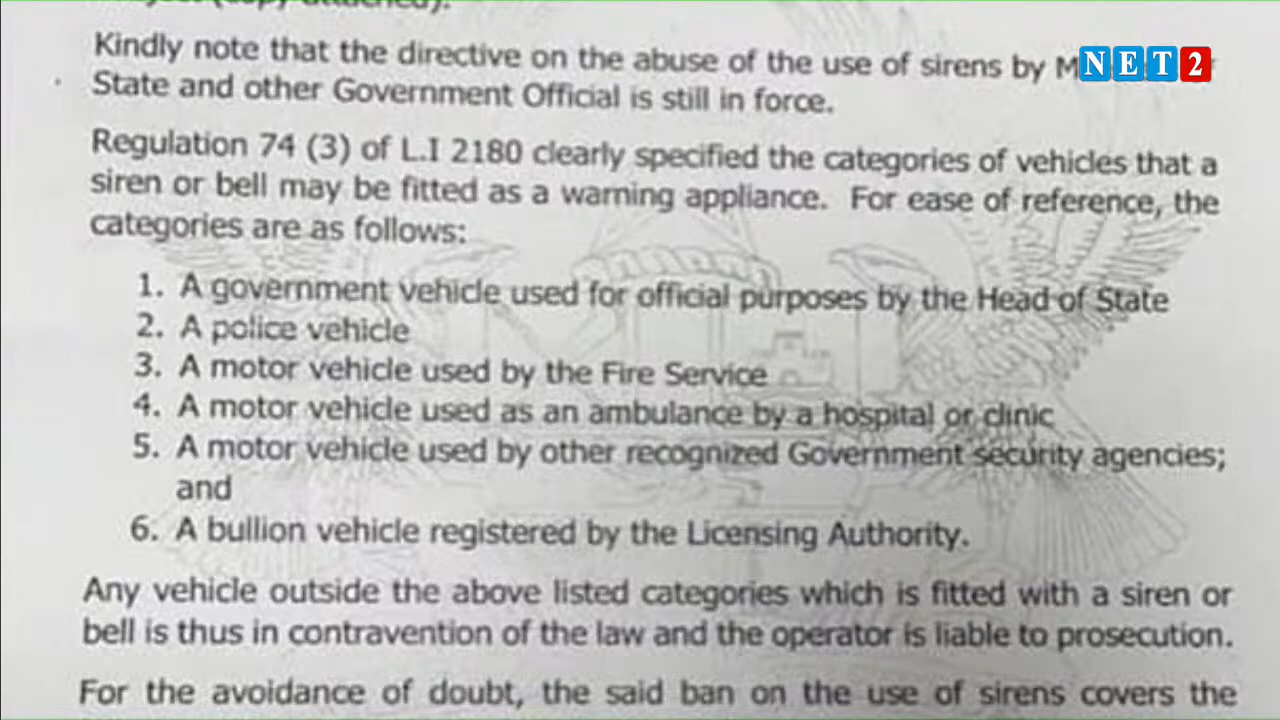 Kindly note that the directive on the abuse of the use of sirens by
NET2
State and other Government Official is still in force.
Regulation 74 (3) of L.I 2180 clearly specified the categories of vehicles that a
siren or bell may be fitted as a warning appliance. For ease of reference, the
categories are as follows:
1. A government vehicle used for official purposes by the Head of State
2. A police vehicle
3. A motor vehicle used by the Fire Service
4. A motor vehicle used as an ambulance by a hospital or clinic
5. A motor vehicle used by other recognized Government security agencies;
and
6. A bullion vehicle registered by the Licensing Authority.
Any vehicle outside the above listed categories which is fitted with a siren or
bell is thus in contravention of the law and the operator is liable to prosecution.
For the avoidance of doubt, the said ban on the use of sirens covers the